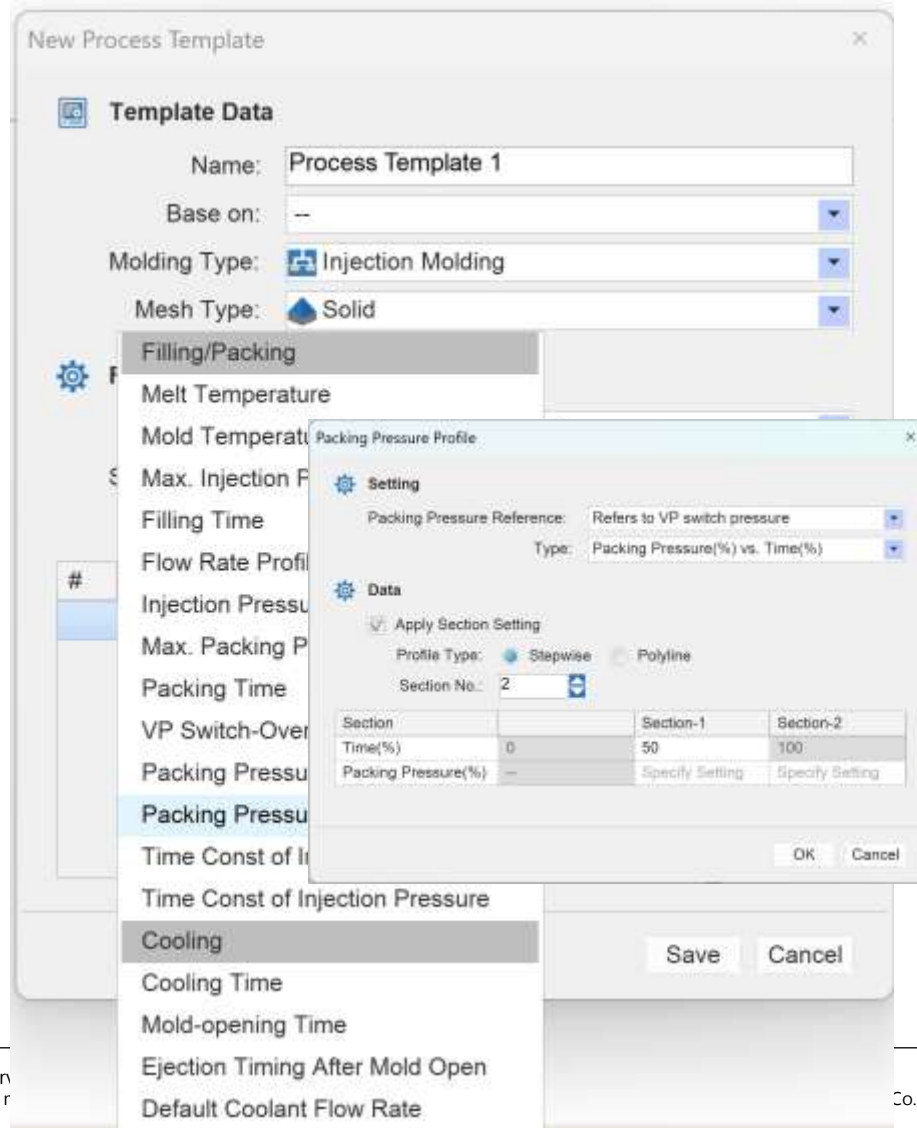 New Process Template
Template Data
Name: Process Template 1
Base on: --
Molding Type: Injection Molding
Mesh Type: Solid
Filling/Packing
Melt Temperature
Mold Temperatu
Max. Injection P
Filling Time
Flow Rate Profil
Injection Pressu
Max. Packing P
Packing Time
VP Switch-Over
Packing Pressu
Packing Pressu
Time Const of I
Time Const of Injection Pressure
Cooling
Cooling Time
Mold-opening Time
Ejection Timing After Mold Open
Default Coolant Flow Rate
#
Packing Pressure Profile
Setting
Packing Pressure Reference: Refers to VP switch pressure
Type: Packing Pressure(%) vs. Time(%)
Data
Apply Section Setting
Profile Type: Stepwise Polyline
Section No.: 2
Section Section-1 Section-2
Time(%) 0 50 100
Packing Pressure(%) -- Specify Setting Specify Setting
OK Cancel
Save Cancel
Co.